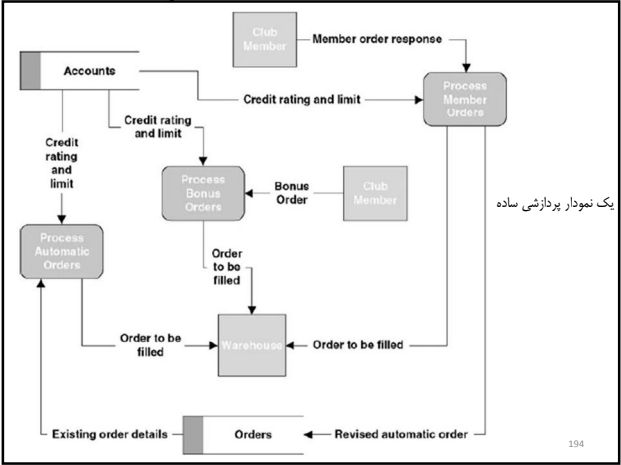 Club
Member
Member order response
Accounts
Process
Member
Orders
Credit rating and limit
Credit rating
and limit
Credit
rating
and
limit
Process
Bonus
Orders
Bonus
Order
Club
Member
یک نمودار پردازشی ساده
Process
Automatic
Orders
Order
to be
filled
Order to be
filled
Warehouse
Order to be filled
Existing order details
Orders
Revised automatic order
194